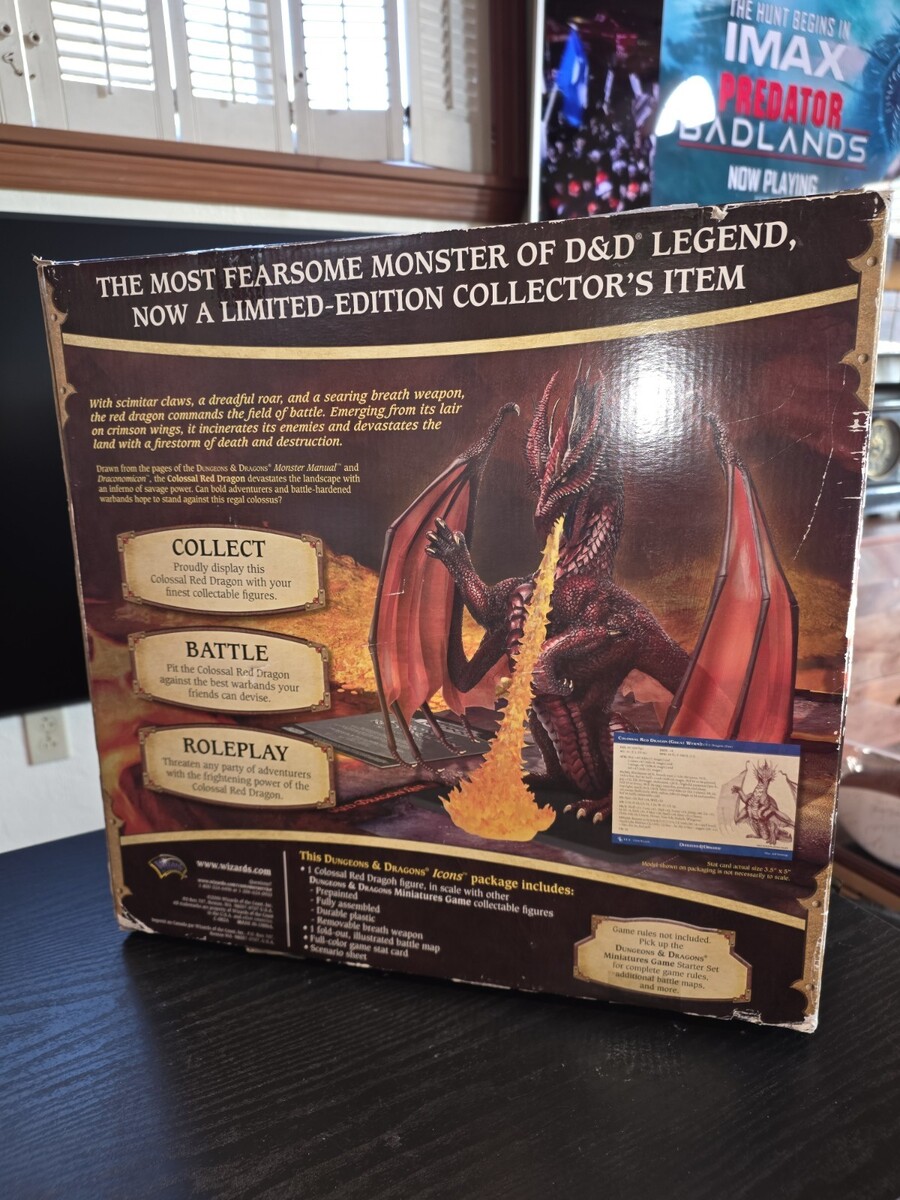 THE HUNT BEGINS IN
IMAX
PREDATOR
BADLANDS
NOW PLAYING
THE MOST FEARSOME MONSTER OF D&D® LEGEND,
NOW A LIMITED-EDITION COLLECTOR'S ITEM
With scimitar claws, a dreadful roar, and a searing breath weapon,
the red dragon commands the field of battle. Emerging from its lair
on crimson wings, it incinerates its enemies and devastates the
land with a firestorm of death and destruction.
Drawn from the pages of the DUNGEONS & DRAGONS® Monster Manual™ and
Draconomicon™, the Colossal Red Dragon devastates the landscape with
an inferno of savage power. Can bold adventurers and battle-hardened
warbands hope to stand against this regal colossus?
COLLECT
Proudly display this
Colossal Red Dragon with your
finest collectable figures.
BATTLE
Pit the Colossal Red Dragon
against the best warbands your
friends can devise.
ROLEPLAY
Threaten any party of adventurers
with the frightening power of the
Colossal Red Dragon.
COLOSSAL RED DRAGON (GREAT WYRM)
DUNGEONS & DRAGONS
Stat card actual size 3.5" x 5"
Model shown on packaging is not necessarily to scale.
www.wizards.com
This DUNGEONS & DRAGONS® Icons™ package includes:
• 1 Colossal Red Dragon figure, in scale with other
DUNGEONS & DRAGONS Miniatures Game collectable figures
- Prepainted
- Fully assembled
- Durable plastic
- Removable breath weapon
• 1 fold-out, illustrated battle map
• Full-color game stat card
• Scenario sheet
Game rules not included.
Pick up the
DUNGEONS & DRAGONS®
Miniatures Game Starter Set
for complete game rules,
additional battle maps,
and more.